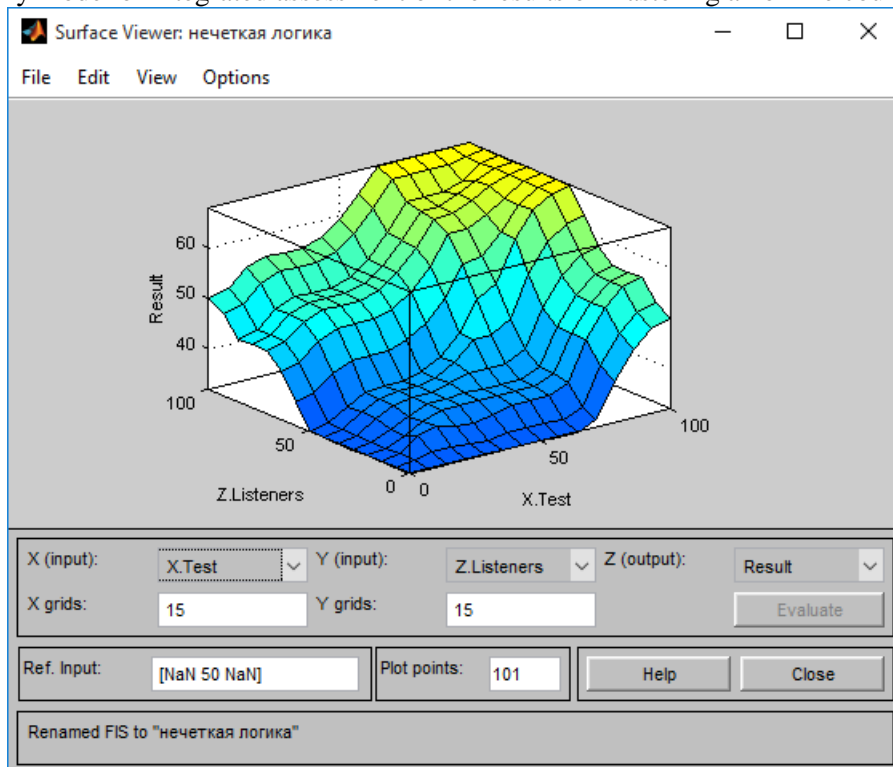 Surface Viewer: нечеткая логика
File Edit View Options
60
50
40
Result
100
50
0
Z.Listeners
0
50
100
X.Test
X (input): X.Test Y (input): Z.Listeners Z (output): Result
X grids: 15 Y grids: 15 Evaluate
Ref. Input: [NaN 50 NaN] Plot points: 101 Help Close
Renamed FIS to "нечеткая логика"